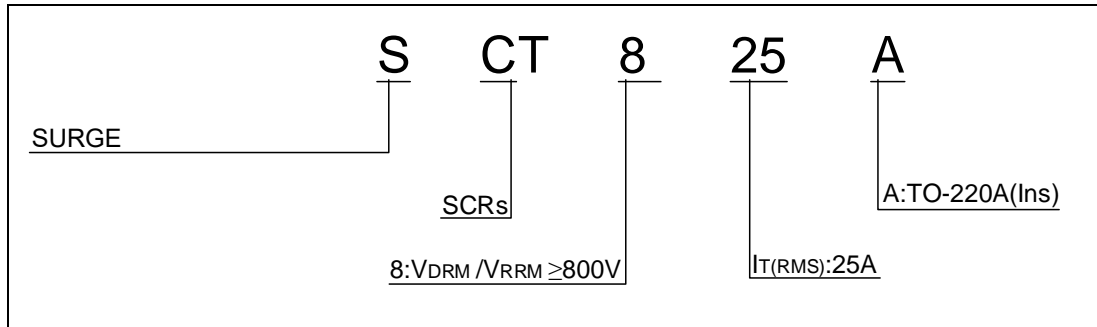 S CT 8 25 A
SURGE
A:TO-220A(Ins)
SCRs
8:VDRM /VRRM ≥800V
IT(RMS):25A